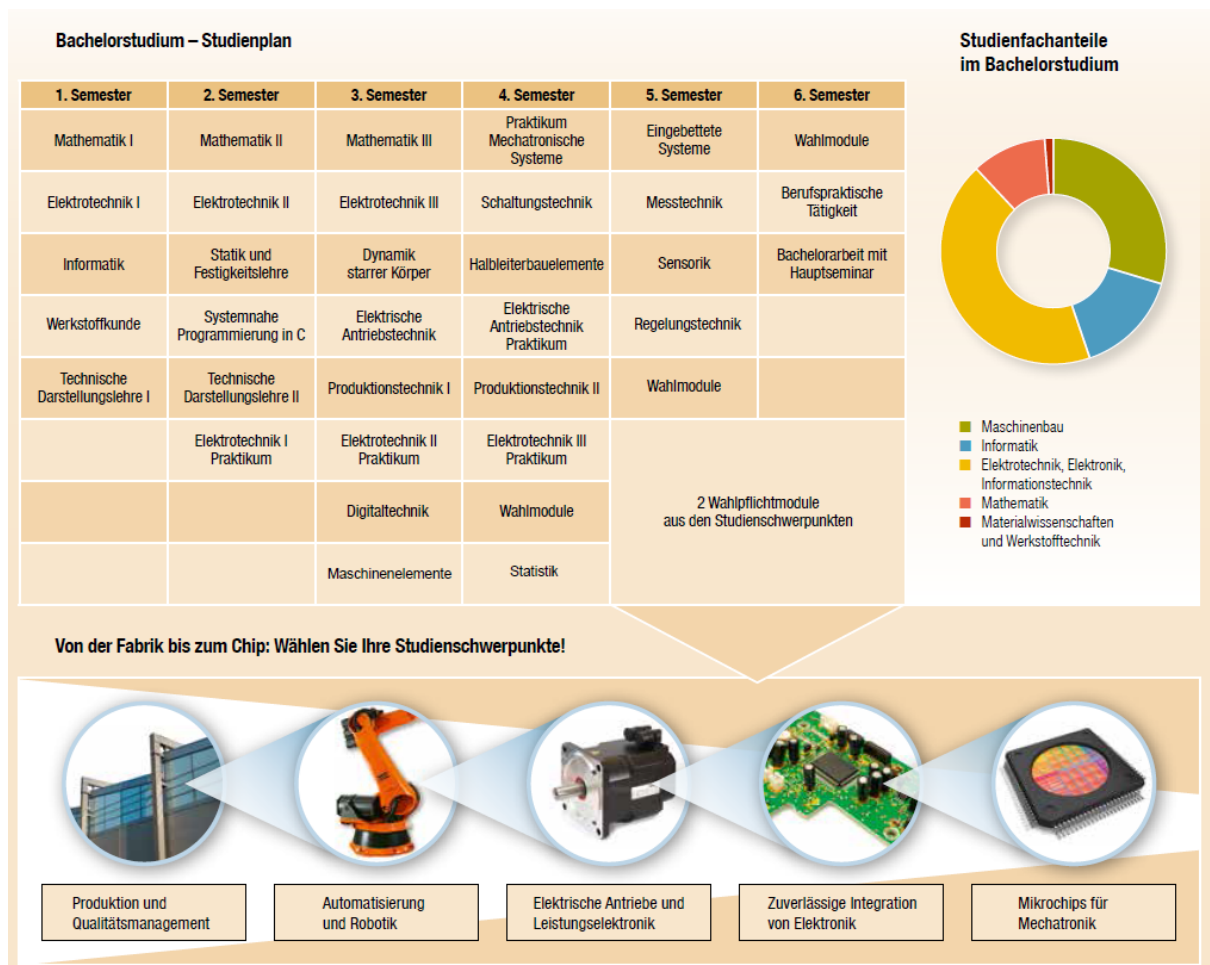 Bachelorstudium – Studienplan
Studienfachanteile
im Bachelorstudium
1. Semester
2. Semester
3. Semester
4. Semester
5. Semester
6. Semester
Mathematik I
Mathematik II
Mathematik III
Praktikum
Mechatronische
Systeme
Eingebettete
Systeme
Wahlmodule
Elektrotechnik I
Elektrotechnik II
Elektrotechnik III
Schaltungstechnik
Messtechnik
Berufspraktische
Tätigkeit
Informatik
Statik und
Festigkeitslehre
Dynamik
starrer Körper
Halbleiterbauelemente
Sensorik
Bachelorarbeit mit
Hauptseminar
Werkstoffkunde
Systemnahe
Programmierung in C
Elektrische
Antriebstechnik
Elektrische
Antriebstechnik
Praktikum
Regelungstechnik
Technische
Darstellungslehre I
Technische
Darstellungslehre II
Produktionstechnik I
Produktionstechnik II
Wahlmodule
Elektrotechnik I
Praktikum
Elektrotechnik II
Praktikum
Elektrotechnik III
Praktikum
Digitaltechnik
Wahlmodule
2 Wahlpflichtmodule
aus den Studienschwerpunkten
Maschinenelemente
Statistik
Maschinenbau
Informatik
Elektrotechnik, Elektronik,
Informationstechnik
Mathematik
Materialwissenschaften
und Werkstofftechnik
Von der Fabrik bis zum Chip: Wählen Sie Ihre Studienschwerpunkte!
Produktion und
Qualitätsmanagement
Automatisierung
und Robotik
Elektrische Antriebe und
Leistungselektronik
Zuverlässige Integration
von Elektronik
Mikrochips für
Mechatronik